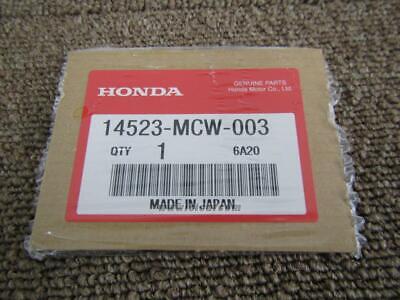 HONDA
GENUINE PARTS
Honda Motor Co., Ltd.
14523-MCW-003
QTY 1 6A20
MADE IN JAPAN